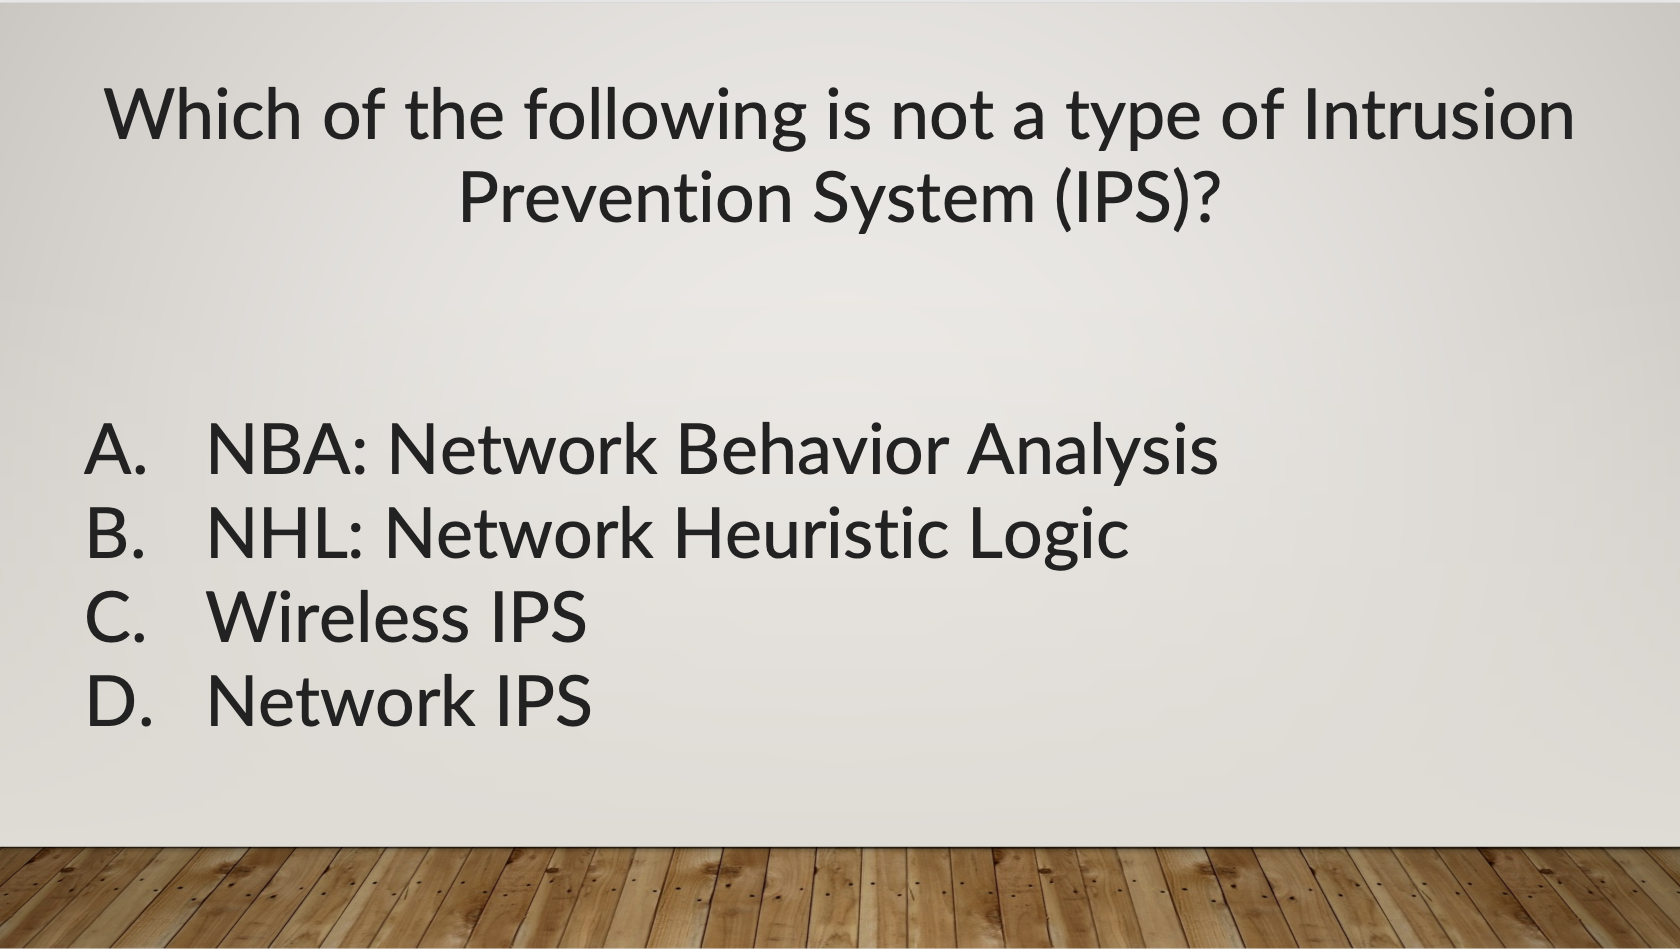 Which of the following is not a type of Intrusion
Prevention System (IPS)?
A. NBA: Network Behavior Analysis
B. NHL: Network Heuristic Logic
C. Wireless IPS
D. Network IPS